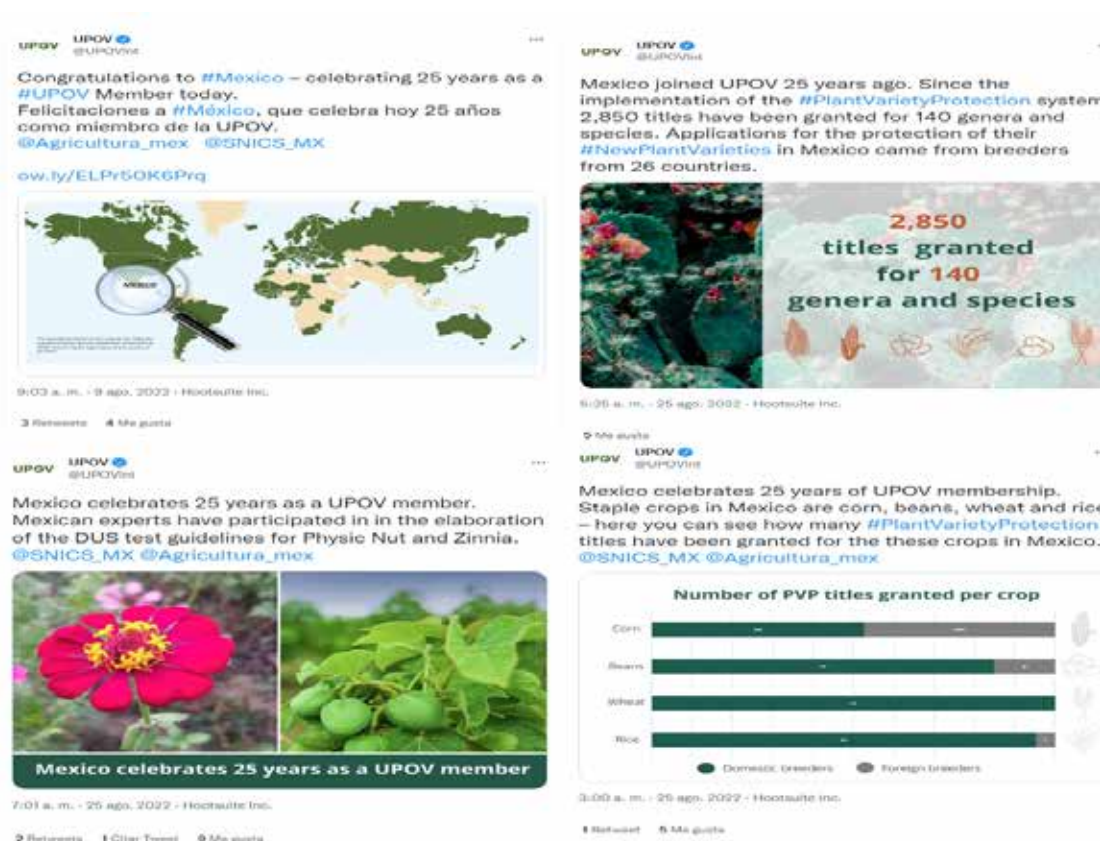 UPOV
UPOV
@UPOVint
Congratulations to #Mexico – celebrating 25 years as a
#UPOV Member today.
Felicitaciones a #México, que celebra hoy 25 años
como miembro de la UPOV.
@Agricultura_mex @SNICS_MX
ow.ly/ELPr50K6Prq
MEXICO
9:03 a. m. · 9 ago. 2022 · Hootsuite Inc.
3 Retweets 4 Me gusta
UPOV
UPOV
@UPOVint
Mexico joined UPOV 25 years ago. Since the
implementation of the #PlantVarietyProtection system
2,850 titles have been granted for 140 genera and
species. Applications for the protection of their
#NewPlantVarieties in Mexico came from breeders
from 26 countries.
2,850
titles granted
for 140
genera and species
25 ago. 2022 · Hootsuite Inc.
5 Me gusta
UPOV
UPOV
@UPOVint
Mexico celebrates 25 years as a UPOV member.
Mexican experts have participated in in the elaboration
of the DUS test guidelines for Physic Nut and Zinnia.
@SNICS_MX @Agricultura_mex
Mexico celebrates 25 years as a UPOV member
7:01 a. m. · 25 ago. 2022 · Hootsuite Inc.
2 Retweets 1 Citar Tweet 9 Me gusta
UPOV
UPOV
@UPOVint
Mexico celebrates 25 years of UPOV membership.
Staple crops in Mexico are corn, beans, wheat and rice
– here you can see how many #PlantVarietyProtection
titles have been granted for the these crops in Mexico.
@SNICS_MX @Agricultura_mex
Number of PVP titles granted per crop
Corn
Beans
Wheat
Rice
Domestic breeders Foreign breeders
3:00 a. m. · 25 ago. 2022 · Hootsuite Inc.
1 Retweet 5 Me gusta